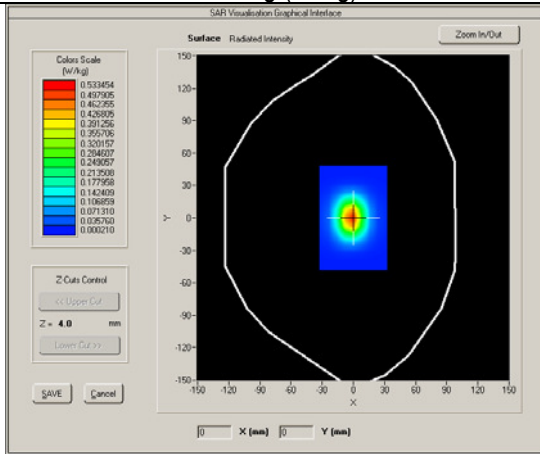 SAR Visualisation Graphical Interface
Surface Radiated Intensity
Zoom In/Out
Colors Scale
(W/kg)
0.533454
0.497905
0.462355
0.426805
0.391256
0.355706
0.320157
0.284607
0.249057
0.213508
0.177958
0.142409
0.106859
0.071310
0.035760
0.000210
150
120
90
60
30
Y
0
-30
-60
-90
-120
-150
-150 -120 -90 -60 -30 0 30 60 90 120 150
X
Z-Cuts Control
<< Upper Cut
Z = 4.0 mm
Lower Cut >>
SAVE
Cancel
0 X (mm) 0 Y (mm)